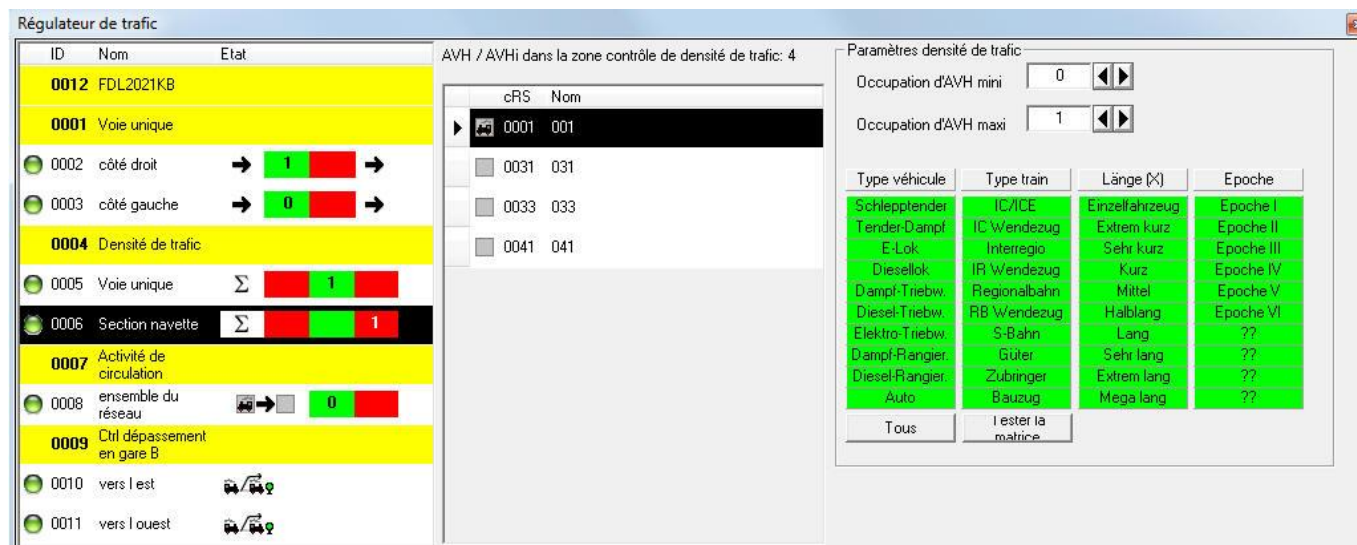 Régulateur de trafic
ID Nom Etat
0012 FDL2021KB
0001 Voie unique
0002 côté droit 1
0003 côté gauche 0
0004 Densité de trafic
0005 Voie unique Σ 1
0006 Section navette Σ 1
0007 Activité de
circulation
0008 ensemble du
réseau 0
0009 Ctrl dépassement
en gare B
0010 vers l est
0011 vers l ouest
AVH / AVHi dans la zone contrôle de densité de trafic: 4
cRS Nom
0001 001
0031 031
0033 033
0041 041
Paramètres densité de trafic
Occupation d'AVH mini 0
Occupation d'AVH maxi 1
Type véhicule Type train Länge (X) Epoche
Schlepptender IC/ICE Einzelfahrzeug Epoche I
Tender-Dampf IC Wendezug Extrem kurz Epoche II
E-Lok Interregio Sehr kurz Epoche III
Diesellok IR Wendezug Kurz Epoche IV
Dampf-Triebw. Regionalbahn Mittel Epoche V
Diesel-Triebw. RB Wendezug Halblang Epoche VI
Elektro-Triebw. S-Bahn Lang ??
Dampf-Rangier. Güter Sehr lang ??
Diesel-Rangier. Zubringer Extrem lang ??
Auto Bauzug Mega lang ??
Tous Tester la
matrice